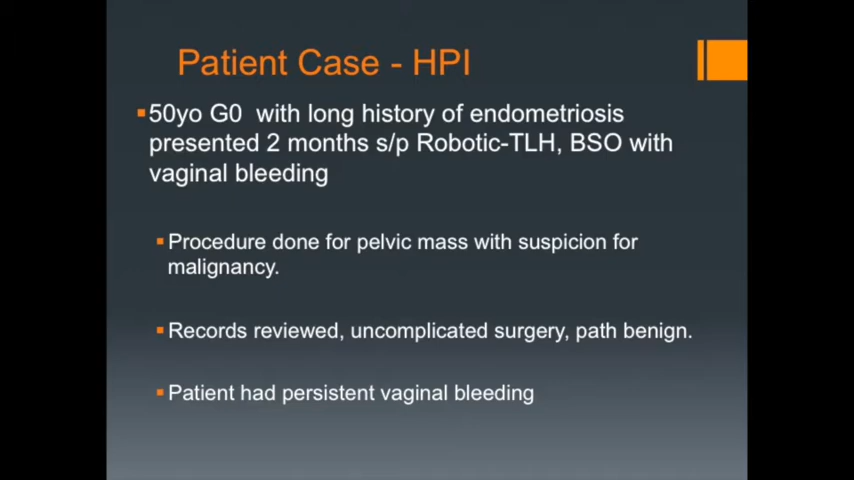 Patient Case - HPI
50yo G0 with long history of endometriosis
presented 2 months s/p Robotic-TLH, BSO with
vaginal bleeding
Procedure done for pelvic mass with suspicion for
malignancy.
Records reviewed, uncomplicated surgery, path benign.
Patient had persistent vaginal bleeding